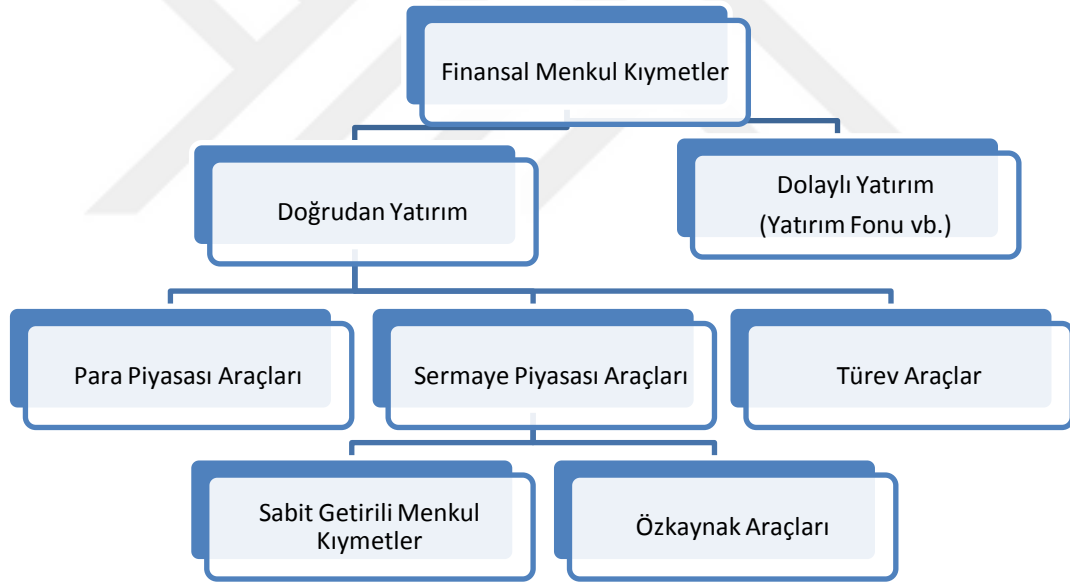 Finansal Menkul Kıymetler
Doğrudan Yatırım
Dolaylı Yatırım
(Yatırım Fonu vb.)
Para Piyasası Araçları
Sermaye Piyasası Araçları
Türev Araçlar
Sabit Getirili Menkul
Kıymetler
Özkaynak Araçları